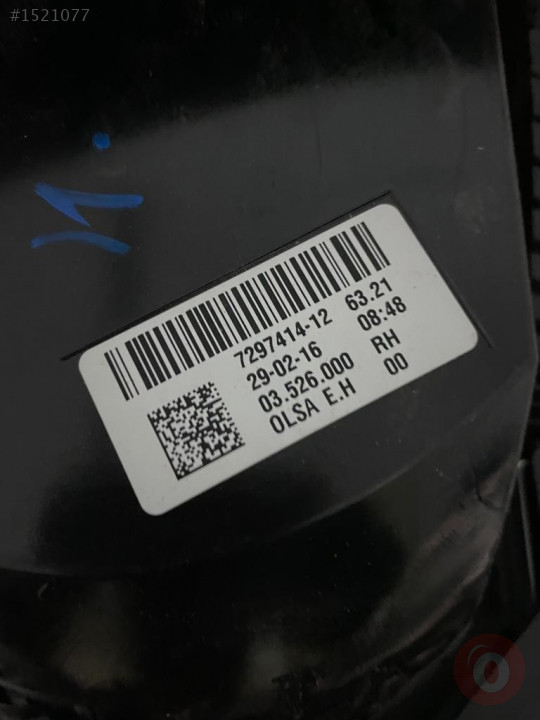 #1521077
7297414-12 63.21
29-02-16 08:48
03.526.000 RH
OLSA E.H 00